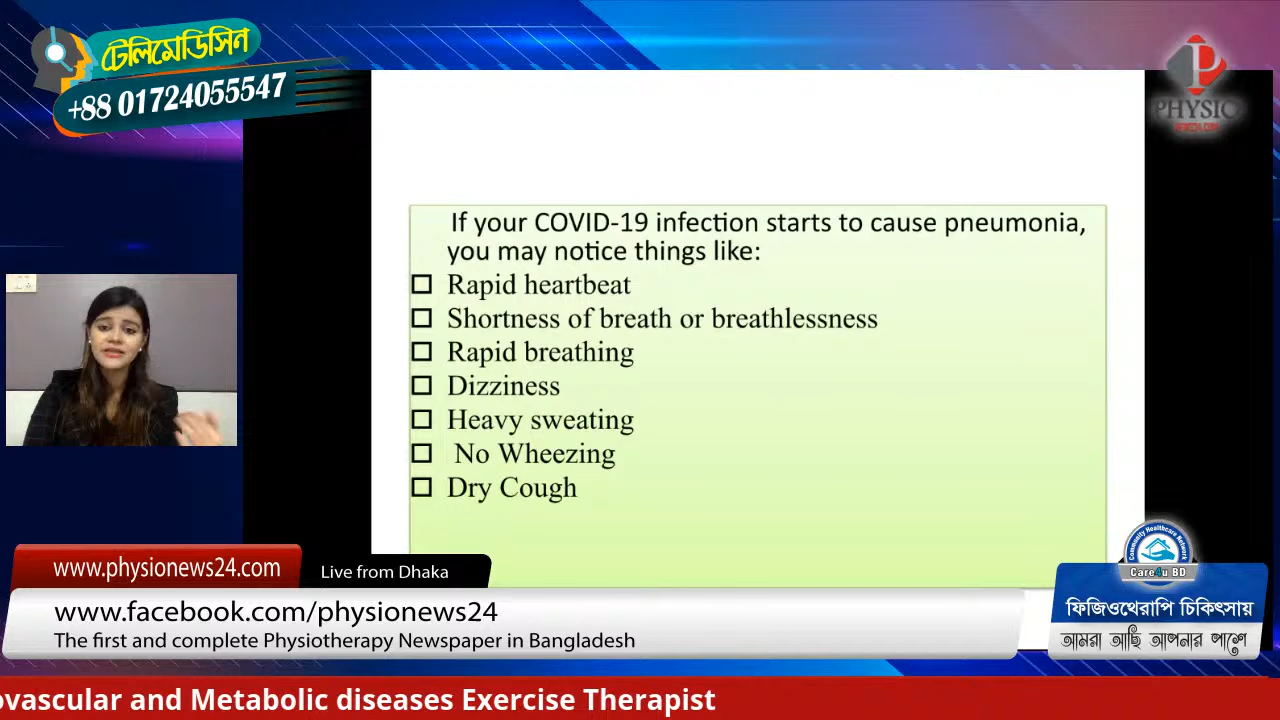 টেলিমেডিসিন
+88 01724055547
PHYSIO
If your COVID-19 infection starts to cause pneumonia,
you may notice things like:
Rapid heartbeat
Shortness of breath or breathlessness
Rapid breathing
Dizziness
Heavy sweating
No Wheezing
Dry Cough
www.physionews24.com
Live from Dhaka
www.facebook.com/physionews24
The first and complete Physiotherapy Newspaper in Bangladesh
Community Healthcare Network
Care4u BD
ফিজিওথেরাপি চিকিৎসায়
আমরা আছি আপনার পাশে
ovascular and Metabolic diseases Exercise Therapist